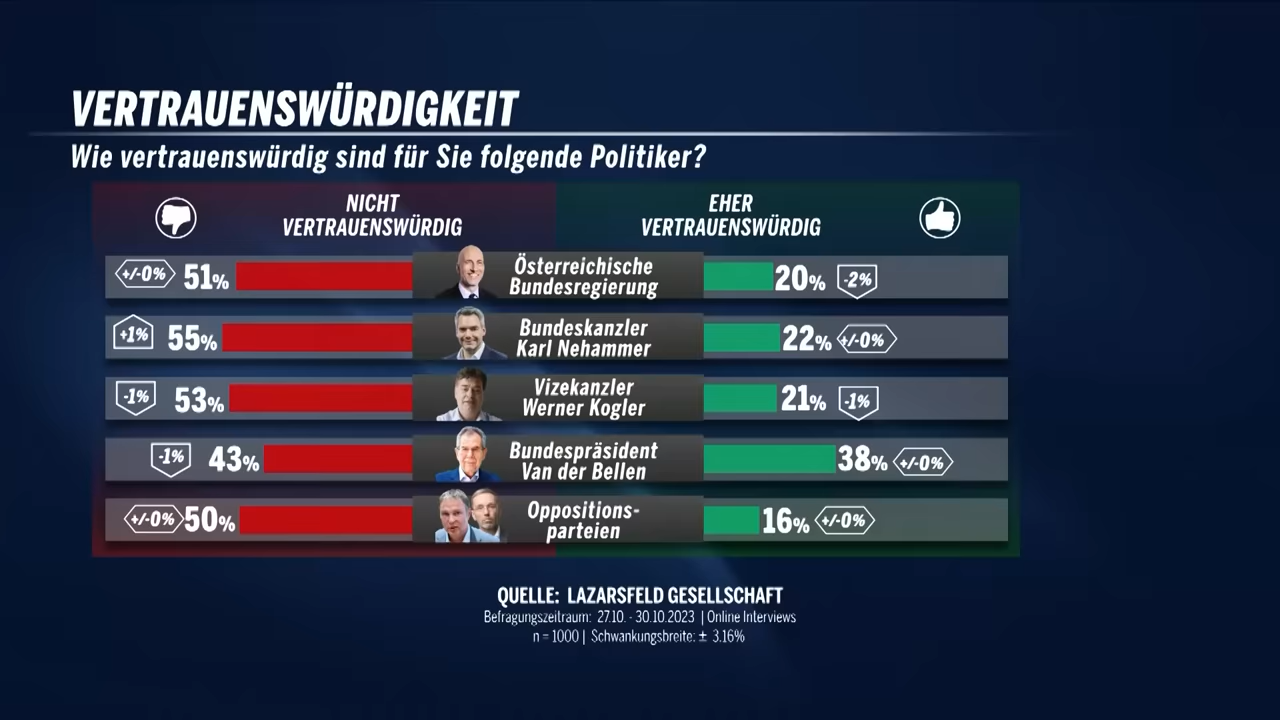 VERTRAUENSWÜRDIGKEIT
Wie vertrauenswürdig sind für Sie folgende Politiker?
NICHT
VERTRAUENSWÜRDIG
EHER
VERTRAUENSWÜRDIG
+/-0% 51% Österreichische
Bundesregierung 20% -2%
+1% 55% Bundeskanzler
Karl Nehammer 22% +/-0%
-1% 53% Vizekanzler
Werner Kogler 21% -1%
-1% 43% Bundespräsident
Van der Bellen 38% +/-0%
+/-0% 50% Oppositions-
parteien 16% +/-0%
QUELLE: LAZARSFELD GESELLSCHAFT
Befragungszeitraum: 27.10. - 30.10.2023 | Online Interviews
n = 1000 | Schwankungsbreite: ± 3.16%